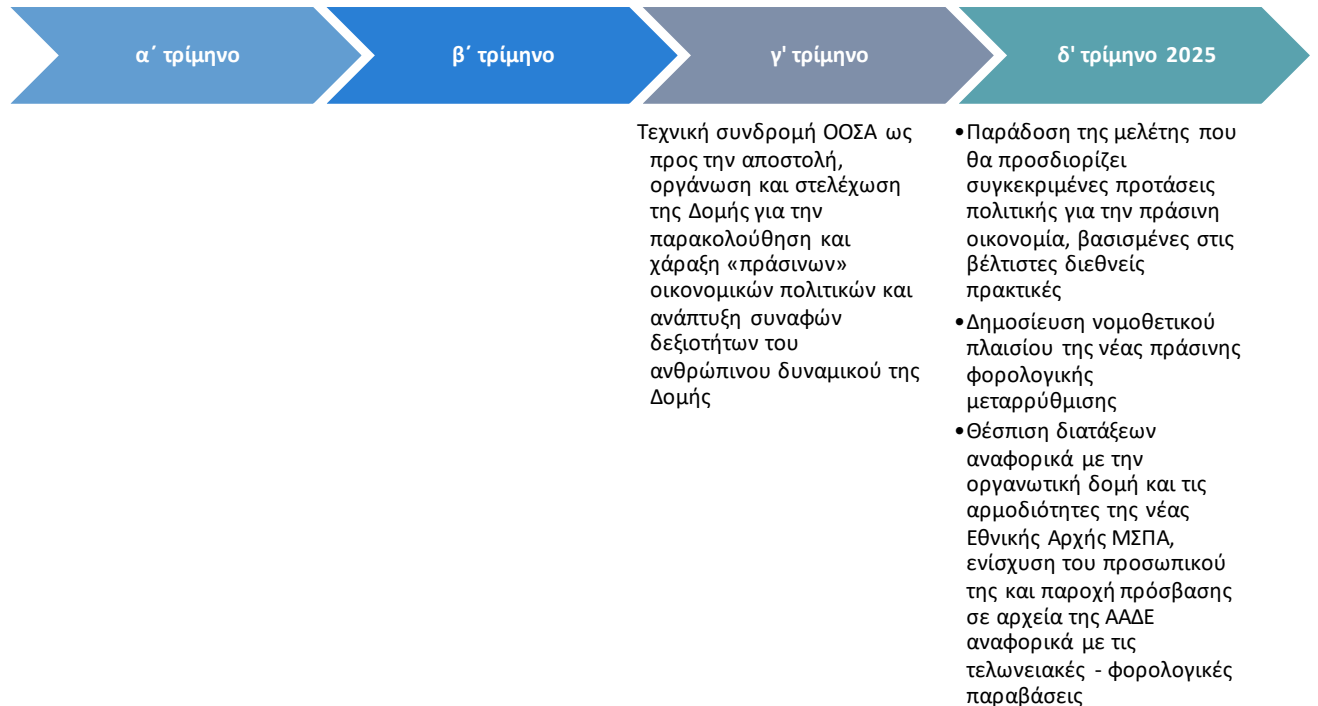 α΄ τρίμηνο
β΄ τρίμηνο
γ' τρίμηνο
δ' τρίμηνο 2025
Τεχνική συνδρομή ΟΟΣΑ ως
προς την αποστολή,
οργάνωση και στελέχωση
της Δομής για την
παρακολούθηση και
χάραξη «πράσινων»
οικονομικών πολιτικών και
ανάπτυξη συναφών
δεξιοτήτων του
ανθρώπινου δυναμικού της
Δομής
•Παράδοση της μελέτης που
θα προσδιορίζει
συγκεκριμένες προτάσεις
πολιτικής για την πράσινη
οικονομία, βασισμένες στις
βέλτιστες διεθνείς
πρακτικές
•Δημοσίευση νομοθετικού
πλαισίου της νέας πράσινης
φορολογικής
μεταρρύθμισης
•Θέσπιση διατάξεων
αναφορικά με την
οργανωτική δομή και τις
αρμοδιότητες της νέας
Εθνικής Αρχής ΜΣΠΑ,
ενίσχυση του προσωπικού
της και παροχή πρόσβασης
σε αρχεία της ΑΑΔΕ
αναφορικά με τις
τελωνειακές - φορολογικές
παραβάσεις